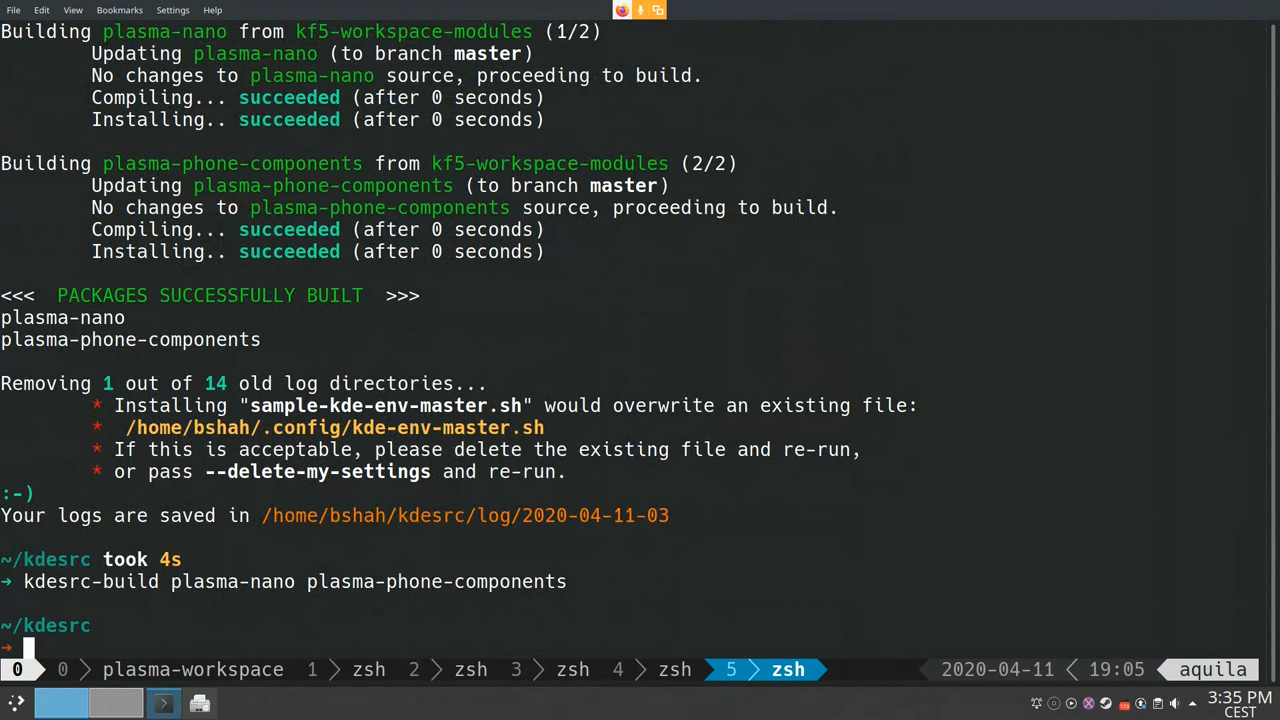 File Edit View Bookmarks Settings Help
Building plasma-nano from kf5-workspace-modules (1/2)
Updating plasma-nano (to branch master)
No changes to plasma-nano source, proceeding to build.
Compiling... succeeded (after 0 seconds)
Installing.. succeeded (after 0 seconds)
Building plasma-phone-components from kf5-workspace-modules (2/2)
Updating plasma-phone-components (to branch master)
No changes to plasma-phone-components source, proceeding to build.
Compiling... succeeded (after 0 seconds)
Installing.. succeeded (after 0 seconds)
<<<  PACKAGES SUCCESSFULLY BUILT  >>>
plasma-nano
plasma-phone-components
Removing 1 out of 14 old log directories...
* Installing "sample-kde-env-master.sh" would overwrite an existing file:
*  /home/bshah/.config/kde-env-master.sh
* If this is acceptable, please delete the existing file and re-run,
* or pass --delete-my-settings and re-run.
:-)
Your logs are saved in /home/bshah/kdesrc/log/2020-04-11-03
~/kdesrc took 4s
➜ kdesrc-build plasma-nano plasma-phone-components
~/kdesrc
➜
0 0 plasma-workspace 1 zsh 2 zsh 3 zsh 4 zsh 5 zsh 2020-04-11 19:05 aquila
3:35 PM
CEST